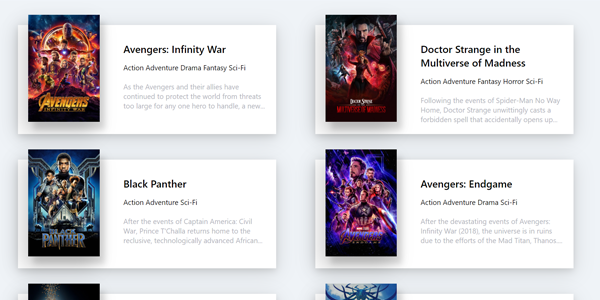 Avengers: Infinity War
Action Adventure Drama Fantasy Sci-Fi
As the Avengers and their allies have
continued to protect the world from threats
too large for any one hero to handle, a new...
AVENGERS
INFINITY WAR
Doctor Strange in the
Multiverse of Madness
Action Adventure Fantasy Horror Sci-Fi
Following the events of Spider-Man No Way
Home, Doctor Strange unwittingly casts a
forbidden spell that accidentally opens up...
DOCTOR STRANGE
MULTIVERSE OF MADNESS
Black Panther
Action Adventure Sci-Fi
After the events of Captain America: Civil
War, Prince T'Challa returns home to the
reclusive, technologically advanced African...
BLACK
PANTHER
Avengers: Endgame
Action Adventure Drama Sci-Fi
After the devastating events of Avengers:
Infinity War (2018), the universe is in ruins
due to the efforts of the Mad Titan, Thanos...
AVENGERS